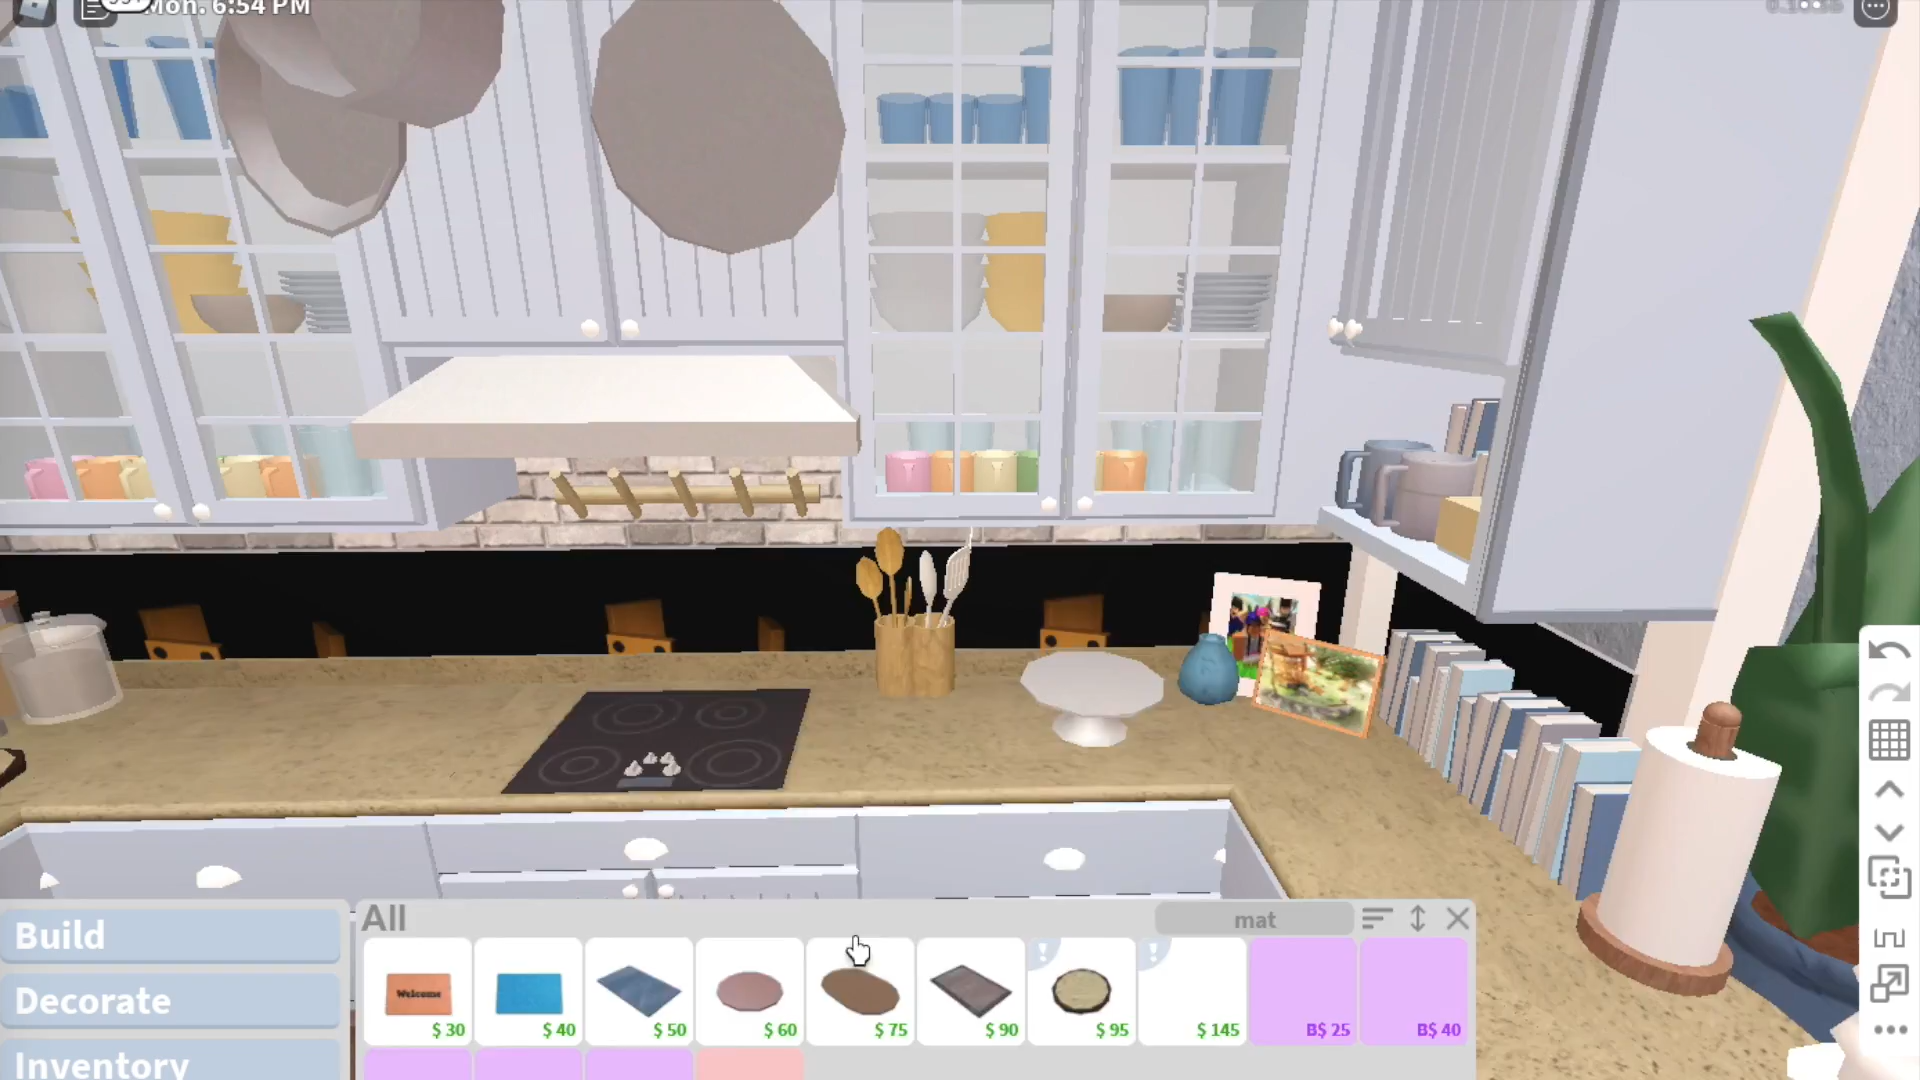 Mon. 6:54 PM
All
mat
Build
Decorate
Inventory
Welcome
$ 30
$ 40
$ 50
$ 60
$ 75
$ 90
$ 95
$ 145
B$ 25
B$ 40